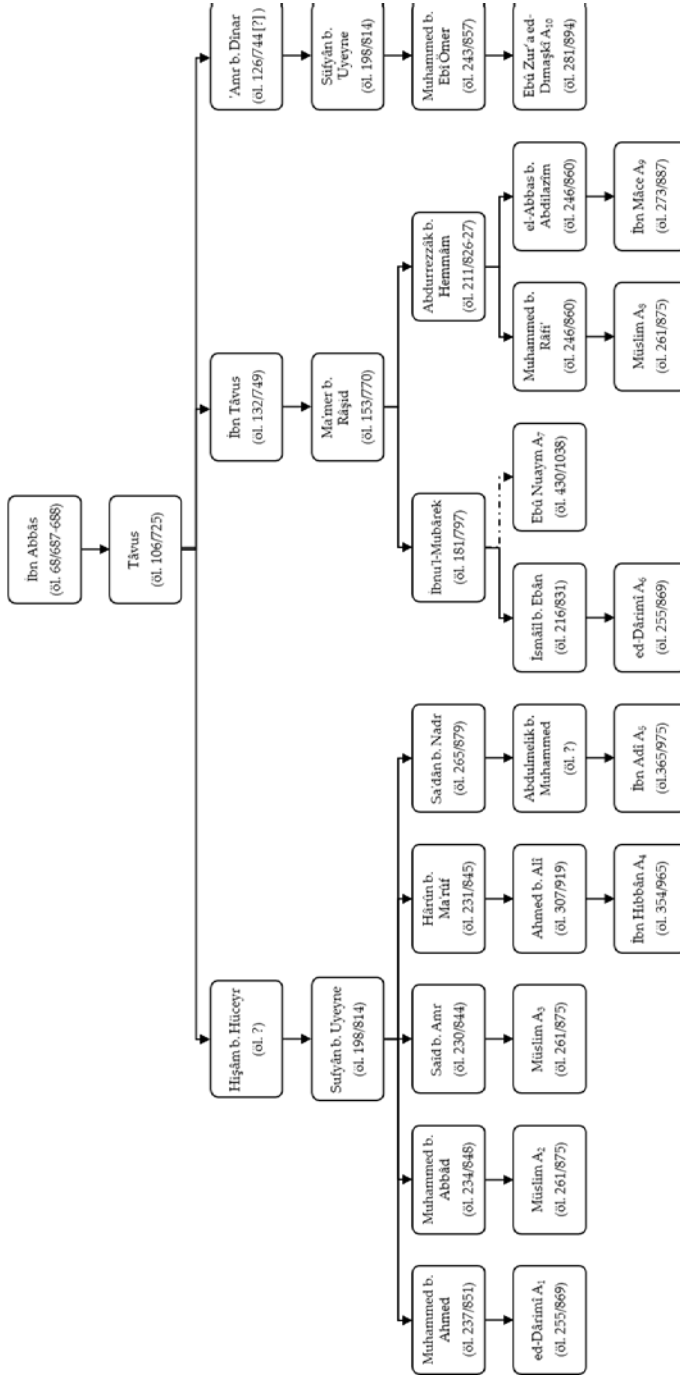 İbn Abbâs
(öl. 68/687-688)
Tâvus
(öl. 106/725)
Hişâm b. Hüceyr
(öl. ?)
İbn Tâvus
(öl. 132/749)
'Amr b. Dînar
(öl. 126/744 [?])
Sufyân b. Uyeyne
(öl. 198/814)
Ma'mer b.
Râşid
(öl. 153/770)
Süfyân b.
Uyeyne
(öl. 198/814)
Muhammed b.
Ahmed
(öl. 237/851)
Muhammed b.
Abbâd
(öl. 234/848)
Saîd b. Amr
(öl. 230/844)
Hârûn b.
Ma'rûf
(öl. 231/845)
Sa'dân b. Nadr
(öl. 265/879)
İbnu'l-Mubârek
(öl. 181/797)
Abdurrezzâk b.
Hemmâm
(öl. 211/826-27)
Muhammed b.
Ebî Ömer
(öl. 243/857)
ed-Dârimî A1
(öl. 255/869)
Müslim A2
(öl. 261/875)
Müslim A3
(öl. 261/875)
Ahmed b. Alî
(öl. 307/919)
Abdulmelik b.
Muhammed
(öl. ?)
İsmâil b. Ebân
(öl. 216/831)
Ebû Nuaym A7
(öl. 430/1038)
Muhammed b.
Râfi'
(öl. 246/860)
el-Abbas b.
Abdilazîm
(öl. 246/860)
Ebû Zur'a ed-
Dımaşkî A10
(öl. 281/894)
İbn Hıbbân A4
(öl. 354/965)
İbn Adî A5
(öl.365/975)
ed-Dârimî A6
(öl. 255/869)
Müslim A8
(öl. 261/875)
İbn Mâce A9
(öl. 273/887)